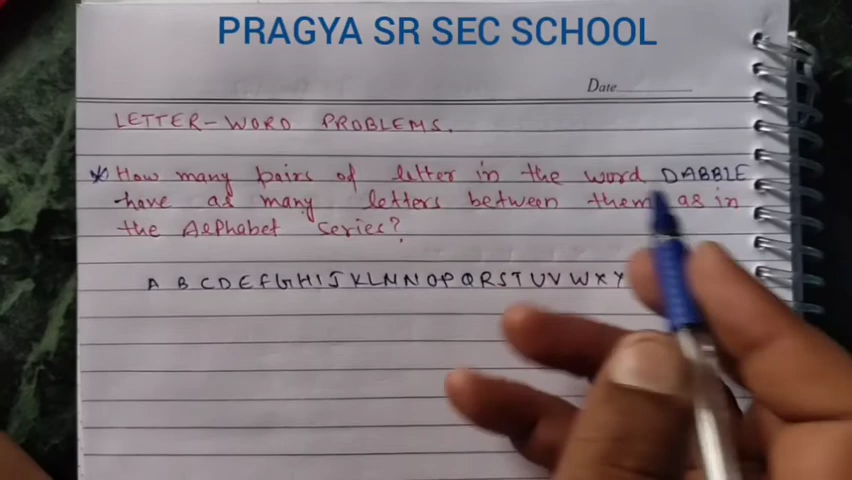 PRAGYA SR SEC SCHOOL
Date
LETTER-WORD PROBLEMS.
* How many pairs of letter in the word DABBLE
have as many letters between them as in
the Alphabet series?
A B C D E F G H I J K L N N O P Q R S T U V W X Y